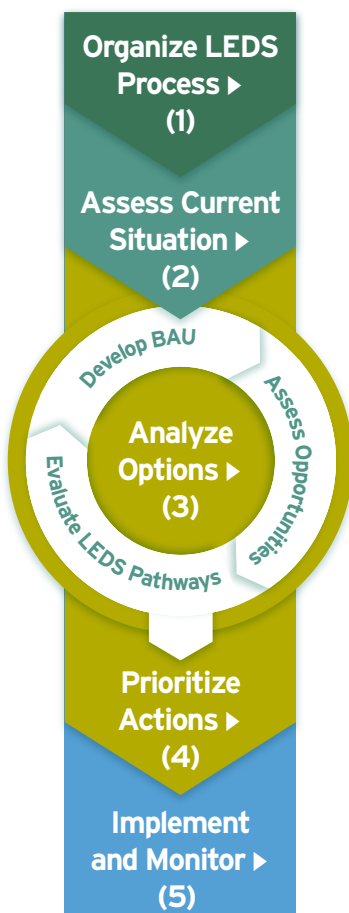 Organize LEDS
Process ▸
(1)
Assess Current
Situation ▸
(2)
Develop BAU
Assess Opportunities
Evaluate LEDS Pathways
Analyze
Options ▸
(3)
Prioritize
Actions ▸
(4)
Implement
and Monitor ▸
(5)